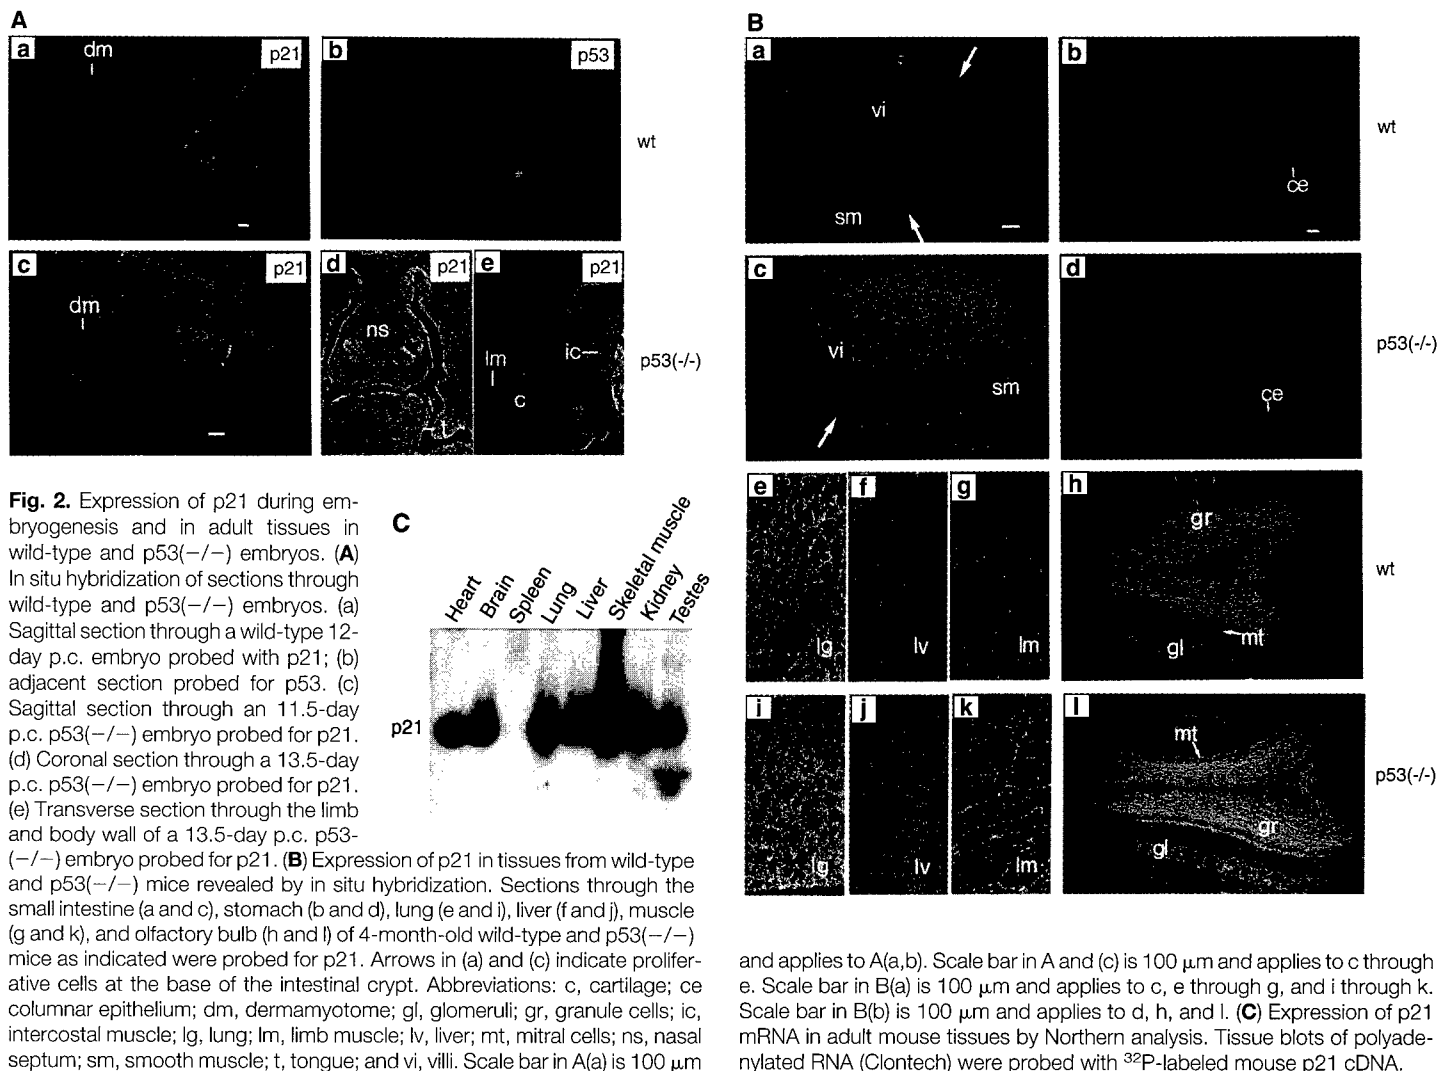 A
a
dm
p21
b
p53
wt
c
dm
p21
d
p21
ns
t
e
p21
lm
ic
c
p53(-/-)
B
a
vi
sm
b
ce
wt
c
vi
sm
d
ce
p53(-/-)
e
lg
f
lv
g
lm
h
gr
gl
mt
wt
i
lg
j
lv
k
lm
l
mt
gr
gl
p53(-/-)
Fig. 2. Expression of p21 during em-
bryogenesis and in adult tissues in
wild-type and p53(−/−) embryos. (A)
In situ hybridization of sections through
wild-type and p53(−/−) embryos. (a)
Sagittal section through a wild-type 12-
day p.c. embryo probed with p21; (b)
adjacent section probed for p53. (c)
Sagittal section through an 11.5-day
p.c. p53(−/−) embryo probed for p21.
(d) Coronal section through a 13.5-day
p.c. p53(−/−) embryo probed for p21.
(e) Transverse section through the limb
and body wall of a 13.5-day p.c. p53-
(−/−) embryo probed for p21. (B) Expression of p21 in tissues from wild-type
and p53(−/−) mice revealed by in situ hybridization. Sections through the
small intestine (a and c), stomach (b and d), lung (e and i), liver (f and j), muscle
(g and k), and olfactory bulb (h and l) of 4-month-old wild-type and p53(−/−)
mice as indicated were probed for p21. Arrows in (a) and (c) indicate prolifer-
ative cells at the base of the intestinal crypt. Abbreviations: c, cartilage; ce
columnar epithelium; dm, dermamyotome; gl, glomeruli; gr, granule cells; ic,
intercostal muscle; lg, lung; lm, limb muscle; lv, liver; mt, mitral cells; ns, nasal
septum; sm, smooth muscle; t, tongue; and vi, villi. Scale bar in A(a) is 100 μm
C
Heart
Brain
Spleen
Lung
Liver
Skeletal muscle
Kidney
Testes
p21
and applies to A(a,b). Scale bar in A and (c) is 100 μm and applies to c through
e. Scale bar in B(a) is 100 μm and applies to c, e through g, and i through k.
Scale bar in B(b) is 100 μm and applies to d, h, and l. (C) Expression of p21
mRNA in adult mouse tissues by Northern analysis. Tissue blots of polyade-
nylated RNA (Clontech) were probed with ³²P-labeled mouse p21 cDNA.